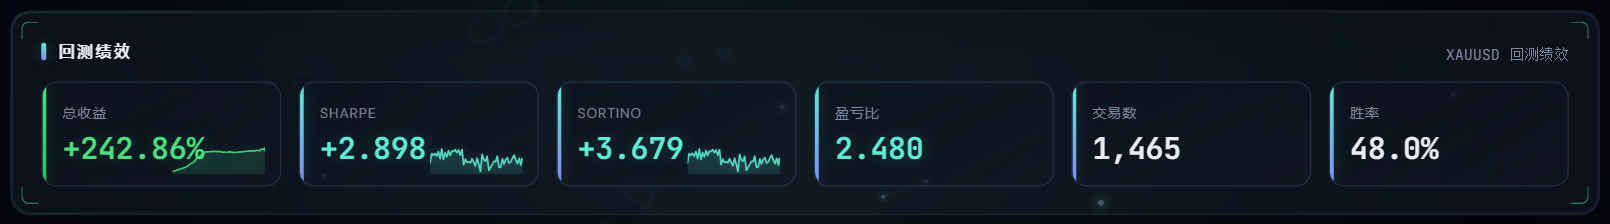 回测绩效
XAUUSD 回测绩效
总收益
+242.86%
SHARPE
+2.898
SORTINO
+3.679
盈亏比
2.480
交易数
1,465
胜率
48.0%